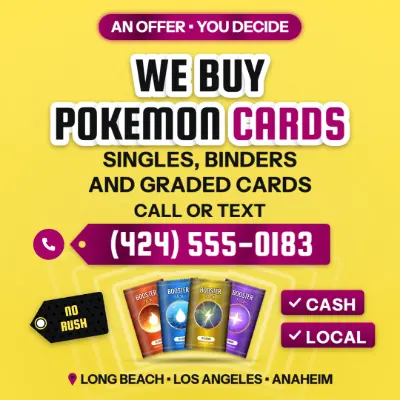 AN OFFER • YOU DECIDE
WE BUY
POKEMON CARDS
SINGLES, BINDERS
AND GRADED CARDS
CALL OR TEXT
(424) 555-0183
NO
RUSH
BOOSTER
BOOSTER
BOOSTER
BOOSTER
✓ CASH
✓ LOCAL
LONG BEACH • LOS ANGELES • ANAHEIM